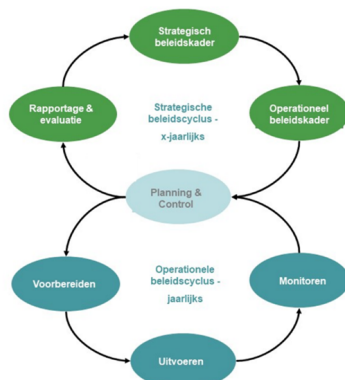 Strategisch
beleidskader
Rapportage &
evaluatie
Strategische
beleidscyclus -
x-jaarlijks
Operationeel
beleidskader
Planning &
Control
Voorbereiden
Operationele
beleidscyclus -
jaarlijks
Monitoren
Uitvoeren